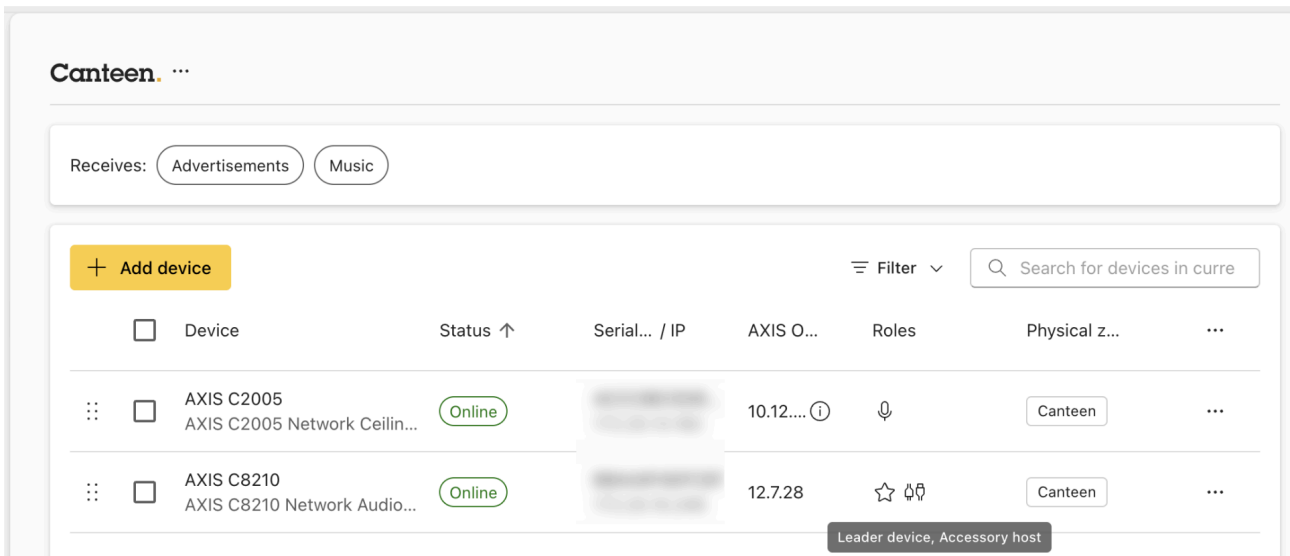 Canteen. ...
Receives: Advertisements Music
+ Add device Filter Search for devices in curre
Device Status ↑ Serial... / IP AXIS O... Roles Physical z... ...
AXIS C2005
AXIS C2005 Network Ceilin...
Online 10.12.... Canteen ...
AXIS C8210
AXIS C8210 Network Audio...
Online 12.7.28 Canteen ...
Leader device, Accessory host